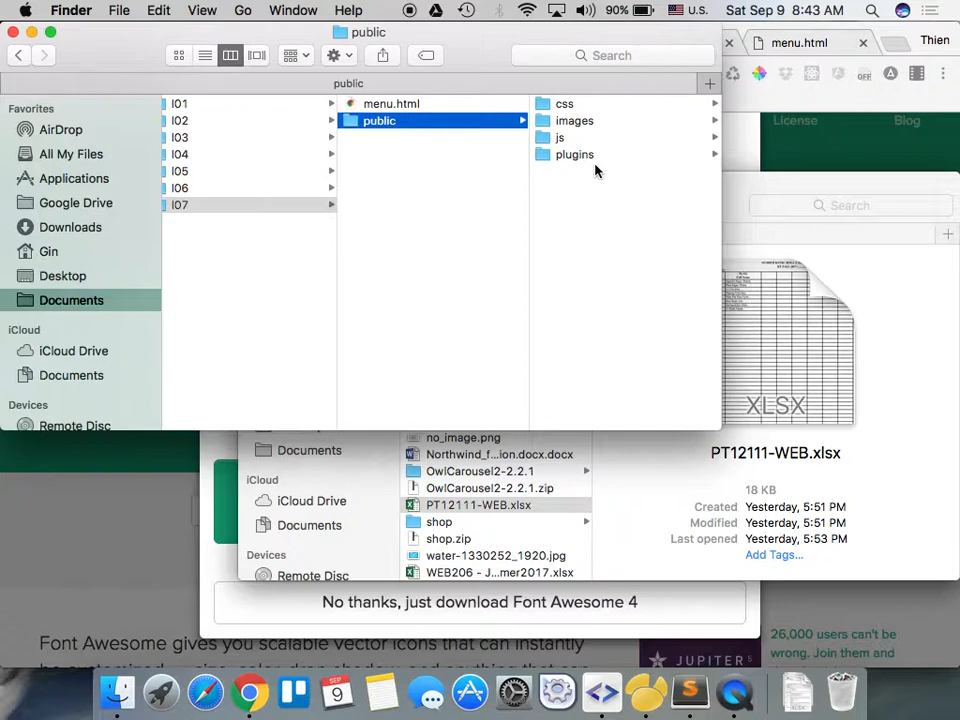 Finder File Edit View Go Window Help 90% U.S. Sat Sep 9 8:43 AM
public
menu.html
Thien
Search
public
OFF
Favorites
AirDrop
All My Files
Applications
Google Drive
Downloads
Gin
Desktop
Documents
iCloud
iCloud Drive
Documents
Devices
Remote Disc
l01
l02
l03
l04
l05
l06
l07
menu.html
public
css
images
js
plugins
License Blog
Search
XLSX
PT12111-WEB.xlsx
18 KB
Created Yesterday, 5:51 PM
Modified Yesterday, 5:51 PM
Last opened Yesterday, 5:53 PM
Add Tags...
Documents
iCloud
iCloud Drive
Documents
Devices
Remote Disc
no_image.png
Northwind_f...ion.docx.docx
OwlCarousel2-2.2.1
OwlCarousel2-2.2.1.zip
PT12111-WEB.xlsx
shop
shop.zip
water-1330252_1920.jpg
WEB206 - J...mer2017.xlsx
No thanks, just download Font Awesome 4
Font Awesome gives you scalable vector icons that can instantly
26,000 users can't be
wrong. Join them and
JUPITER
SEP
9